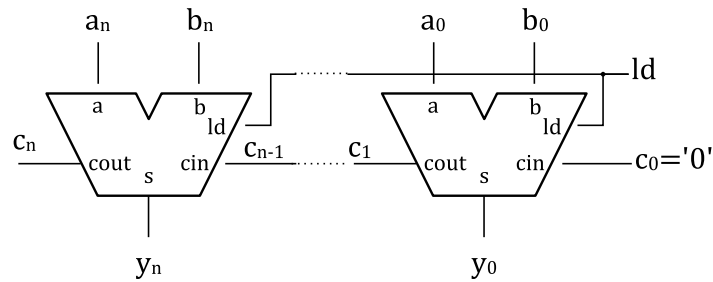 aₙ bₙ a₀ b₀
ld
a b a b
ld ld
cₙ cₙ₋₁ c₁ c₀='0'
cout cin cout cin
s s
yₙ y₀